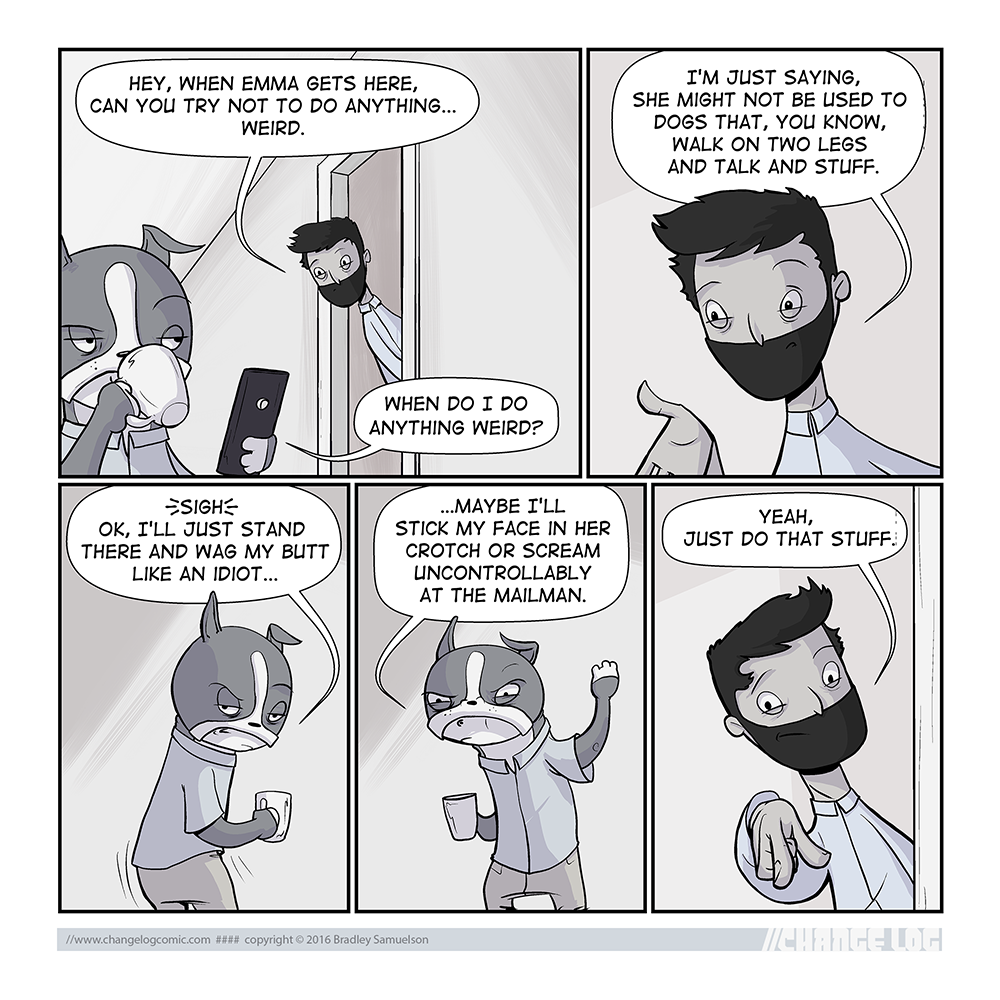 HEY, WHEN EMMA GETS HERE,
CAN YOU TRY NOT TO DO ANYTHING...
WEIRD.
WHEN DO I DO
ANYTHING WEIRD?
I'M JUST SAYING,
SHE MIGHT NOT BE USED TO
DOGS THAT, YOU KNOW,
WALK ON TWO LEGS
AND TALK AND STUFF.
SIGH
OK, I'LL JUST STAND
THERE AND WAG MY BUTT
LIKE AN IDIOT...
...MAYBE I'LL
STICK MY FACE IN HER
CROTCH OR SCREAM
UNCONTROLLABLY
AT THE MAILMAN.
YEAH,
JUST DO THAT STUFF.
//www.changelogcomic.com #### copyright © 2016 Bradley Samuelson
//CHANGE LOG